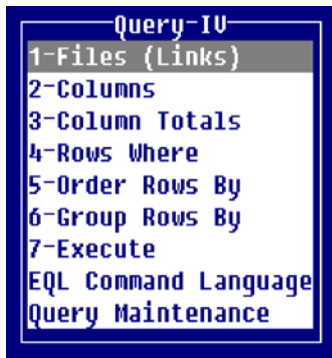 Query-IV
1-Files (Links)
2-Columns
3-Column Totals
4-Rows Where
5-Order Rows By
6-Group Rows By
7-Execute
EQL Command Language
Query Maintenance